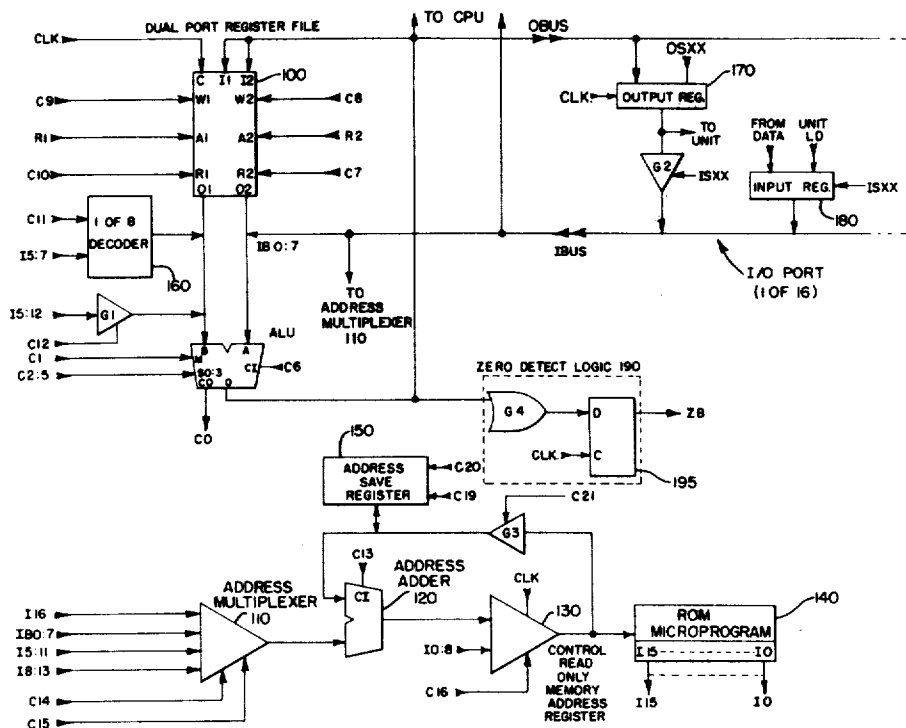 TO CPU
DUAL PORT REGISTER FILE
CLK
OBUS
OSXX
C I1 I2
100
170
C9
W1 W2
C8
CLK
OUTPUT REG.
R1
A1 A2
R2
TO
UNIT
FROM
DATA
UNIT
LD
C10
R1 R2
C7
O1 O2
G2
ISXX
INPUT REG.
ISXX
180
C11
1 OF 8
DECODER
I5:7
160
IB0:7
IBUS
I/O PORT
(1 OF 16)
TO
ADDRESS
MULTIPLEXER
110
I5:12
G1
C12
ALU
C1
B A
M
CI
C6
C2:5
S0:3
CO O
CO
ZERO DETECT LOGIC 190
G4
D
ZB
CLK
C
195
150
ADDRESS
SAVE
REGISTER
C20
C19
C21
G3
C13
CI
ADDRESS
ADDER
120
ADDRESS
MULTIPLEXER
110
CLK
130
140
I16
IB0:7
I5:11
I8:13
I0:8
ROM
MICROPROGRAM
I15 I0
CONTROL
READ
ONLY
MEMORY
ADDRESS
REGISTER
C14
C15
C16
I15
I0